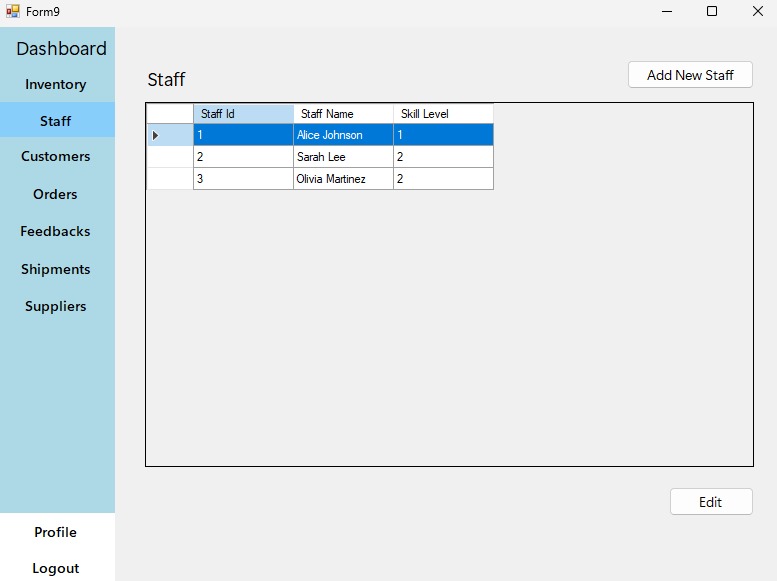 Form9
Dashboard
Inventory
Staff
Customers
Orders
Feedbacks
Shipments
Suppliers
Profile
Logout
Staff
Add New Staff
Staff Id Staff Name Skill Level
1 Alice Johnson 1
2 Sarah Lee 2
3 Olivia Martinez 2
Edit